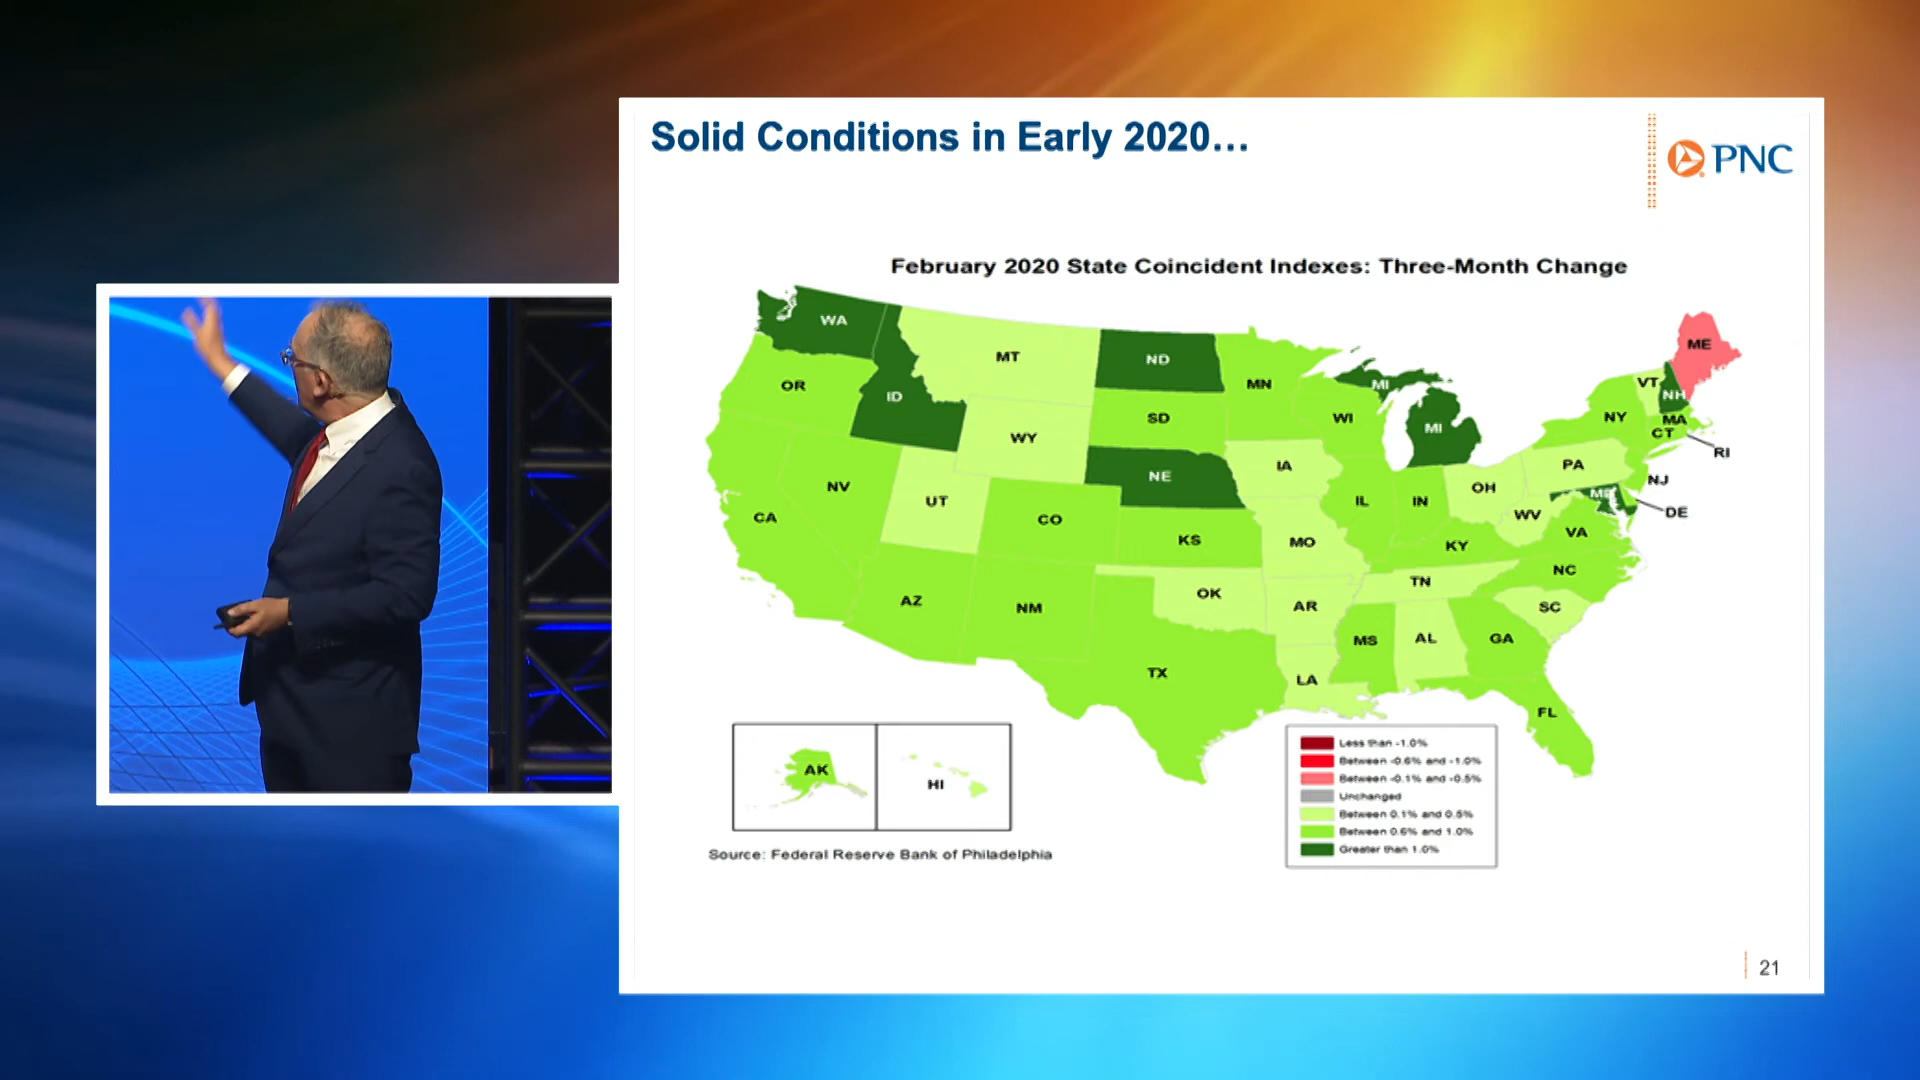 Solid Conditions in Early 2020...
PNC
February 2020 State Coincident Indexes: Three-Month Change
WA
MT
ND
MN
MI
ME
OR
ID
SD
WI
MI
VT
NH
NY
MA
CT
RI
WY
NE
IA
PA
NJ
NV
UT
CO
IL
IN
OH
MD
DE
CA
KS
MO
WV
VA
KY
NC
AZ
NM
OK
AR
TN
SC
TX
MS
AL
GA
LA
FL
AK
HI
Less than -1.0%
Between -0.6% and -1.0%
Between -0.1% and -0.5%
Unchanged
Between 0.1% and 0.5%
Between 0.6% and 1.0%
Greater than 1.0%
Source: Federal Reserve Bank of Philadelphia
21